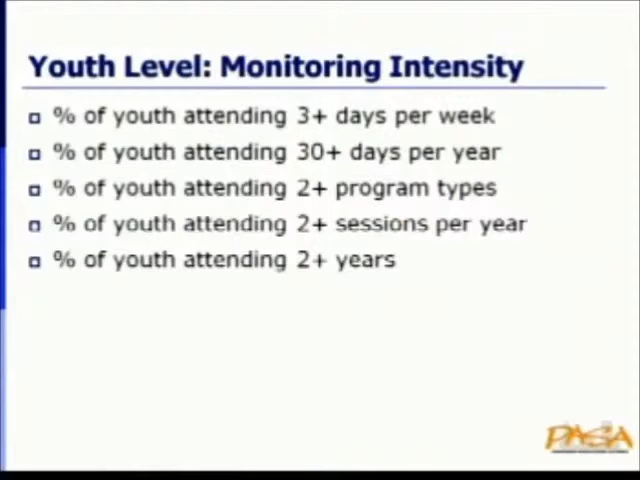 Youth Level: Monitoring Intensity
% of youth attending 3+ days per week
% of youth attending 30+ days per year
% of youth attending 2+ program types
% of youth attending 2+ sessions per year
% of youth attending 2+ years
PASA